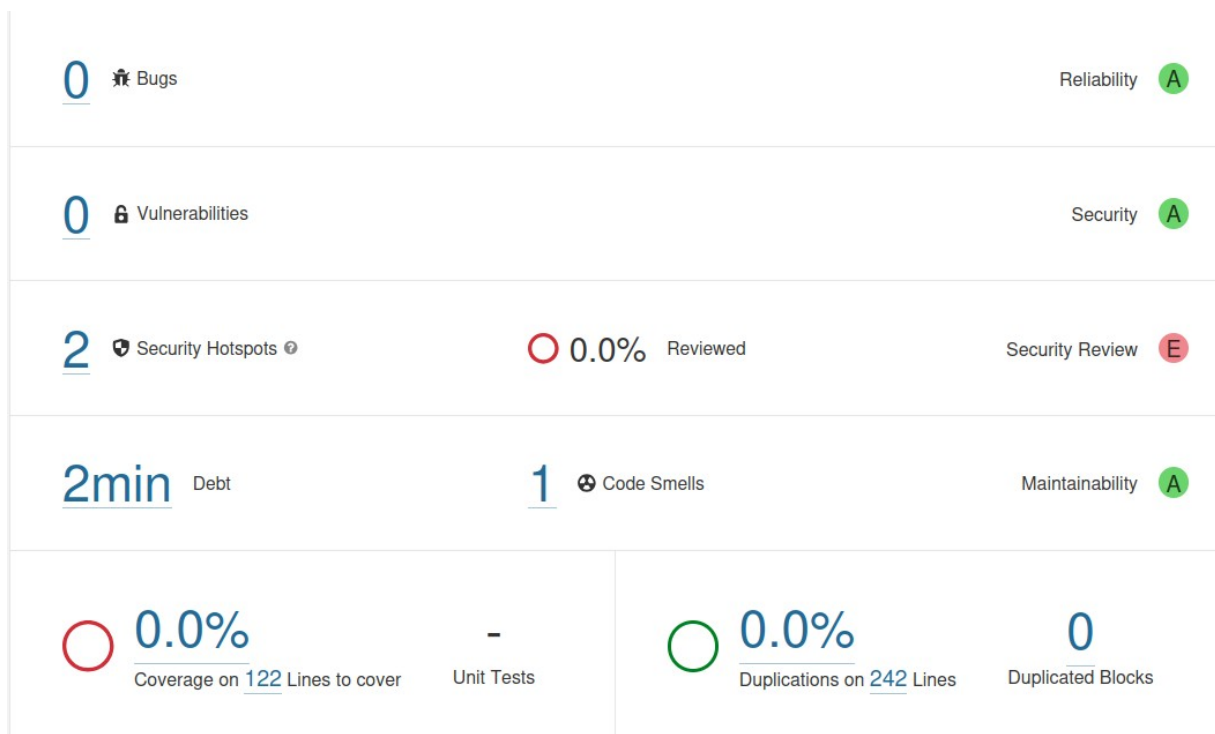 0 Bugs Reliability A
0 Vulnerabilities Security A
2 Security Hotspots ? 0.0% Reviewed Security Review E
2min Debt 1 Code Smells Maintainability A
0.0% - 0.0% 0
Coverage on 122 Lines to cover Unit Tests Duplications on 242 Lines Duplicated Blocks